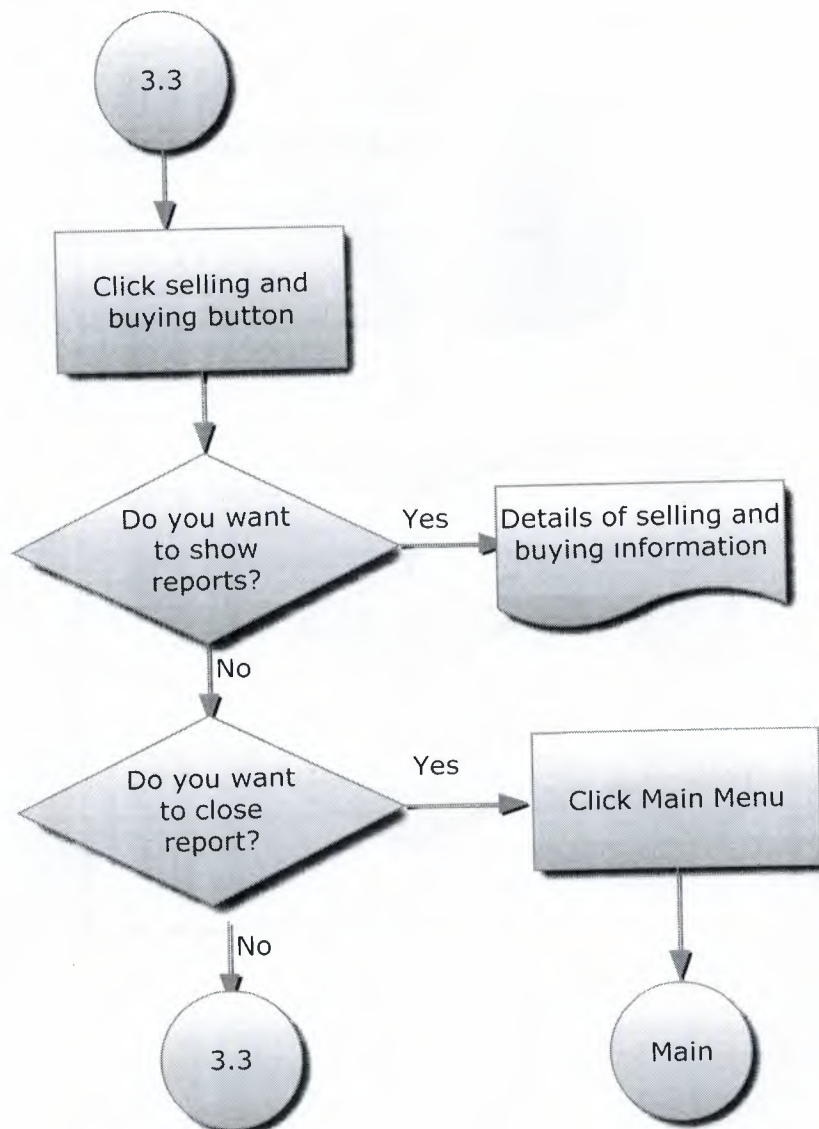 3.3
Click selling and
buying button
Do you want
to show
reports?
Yes
Details of selling and
buying information
No
Do you want
to close
report?
Yes
Click Main Menu
No
3.3
Main